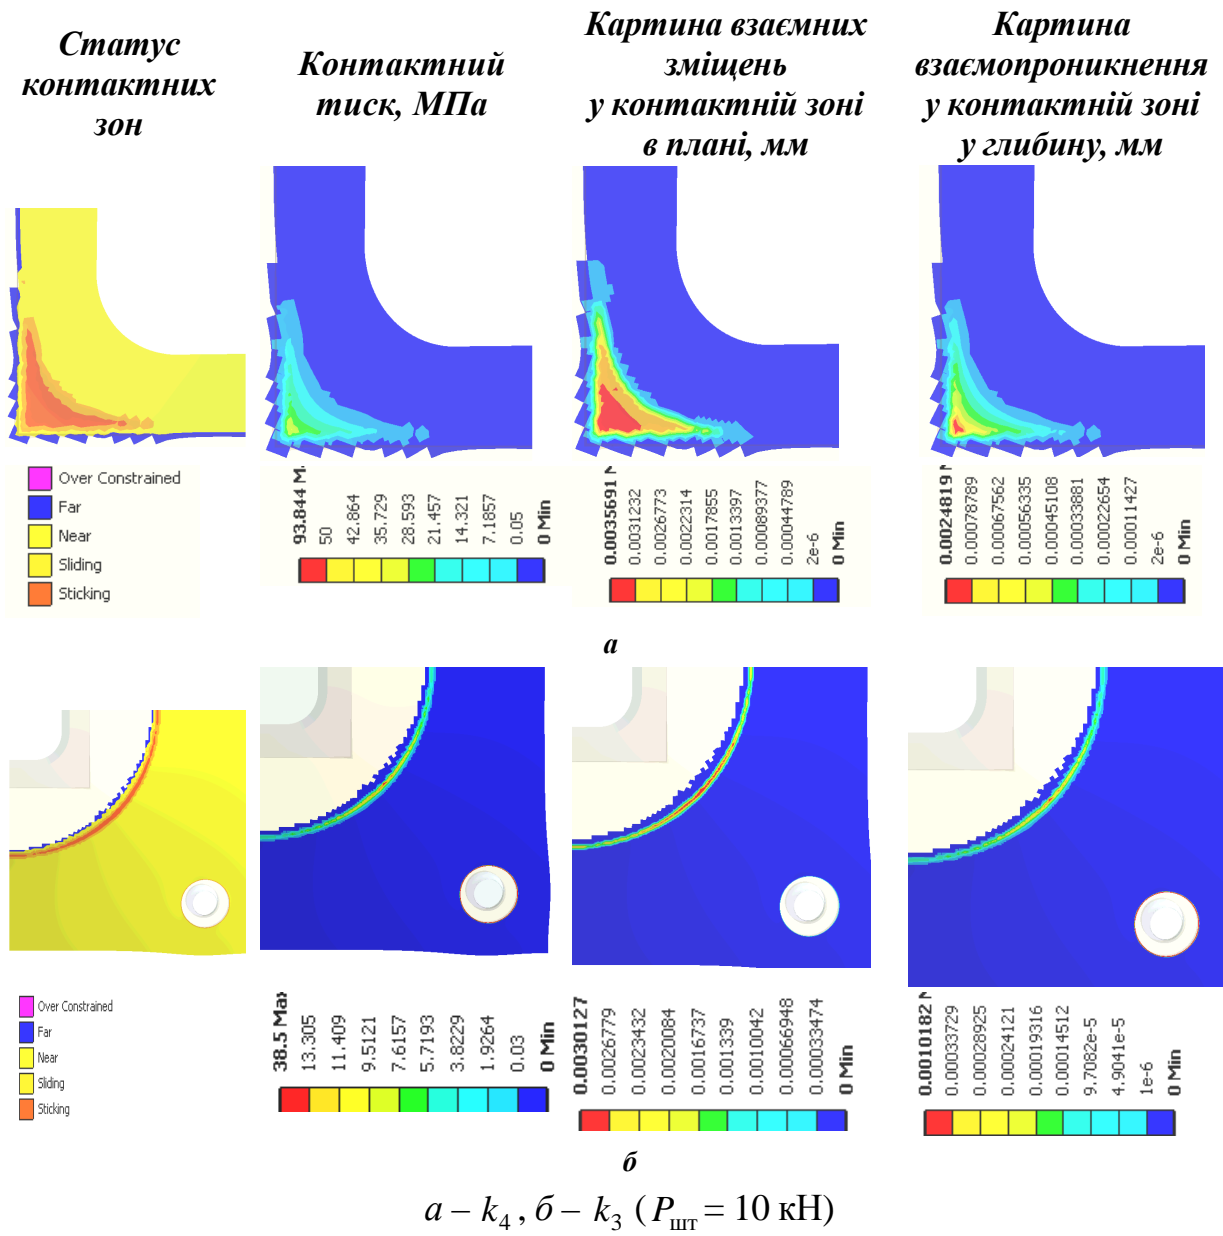 Статус
контактних
зон
Контактний
тиск, МПа
Картина взаємних
зміщень
у контактній зоні
в плані, мм
Картина
взаємопроникнення
у контактній зоні
у глибину, мм
Over Constrained
Far
Near
Sliding
Sticking
93.844 M
50
42.864
35.729
28.593
21.457
14.321
7.1857
0.05
0 Min
0.0035691
0.0031232
0.0026773
0.0022314
0.0017855
0.0013397
0.00089377
0.00044789
2e-6
0 Min
0.0024819
0.00078789
0.00067562
0.00056335
0.00045108
0.00033881
0.00022654
0.00011427
2e-6
0 Min
а
Over Constrained
Far
Near
Sliding
Sticking
38.5 Max
13.305
11.409
9.5121
7.6157
5.7193
3.8229
1.9264
0.03
0 Min
0.0030127
0.0026779
0.0023432
0.0020084
0.0016737
0.001339
0.0010042
0.00066948
0.00033474
0 Min
0.0010182
0.00033729
0.00028925
0.00024121
0.00019316
0.00014512
9.7082e-5
4.9041e-5
1e-6
0 Min
б
а – k₄, б – k₃ (Pшт = 10 кН)